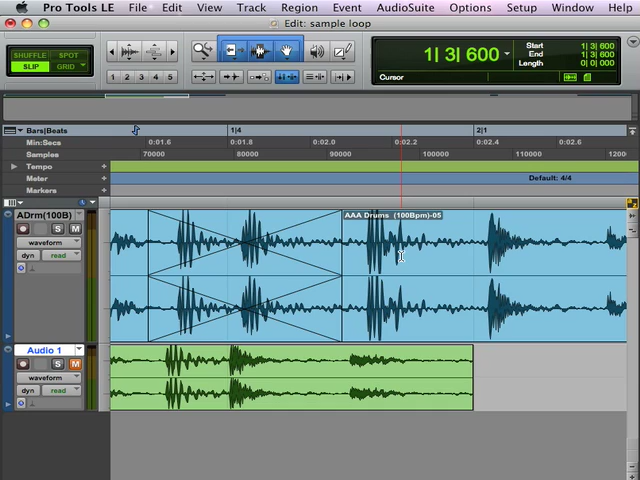 Pro Tools LE File Edit View Track Region Event AudioSuite Options Setup Window Help
Edit: sample loop
SHUFFLE SPOT
SLIP GRID
1 2 3 4 5
1| 3| 600
Start 1| 3| 600
End 1| 3| 600
Length 0| 0| 000
Cursor
Bars|Beats 1|4 2|1
Min:Secs 0:01.6 0:01.8 0:02.0 0:02.2 0:02.4 0:02.6
Samples 70000 80000 90000 100000 110000 12000
Tempo
Meter Default: 4/4
Markers
ADrm(100B) AAA Drums (100Bpm)-05
S M
waveform
dyn read
Audio 1
S M
waveform
dyn read